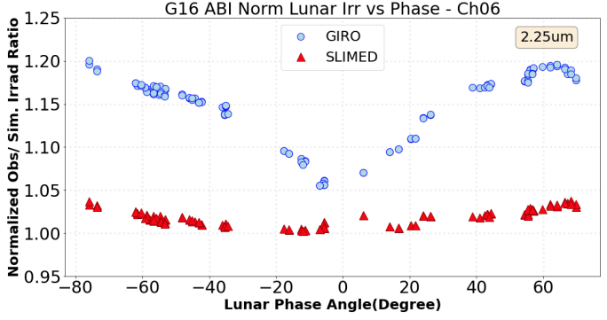 G16 ABI Norm Lunar Irr vs Phase - Ch06
GIRO
SLIMED
2.25um
Normalized Obs/ Sim. Irrad Ratio
1.25
1.20
1.15
1.10
1.05
1.00
0.95
−80 −60 −40 −20 0 20 40 60
Lunar Phase Angle(Degree)